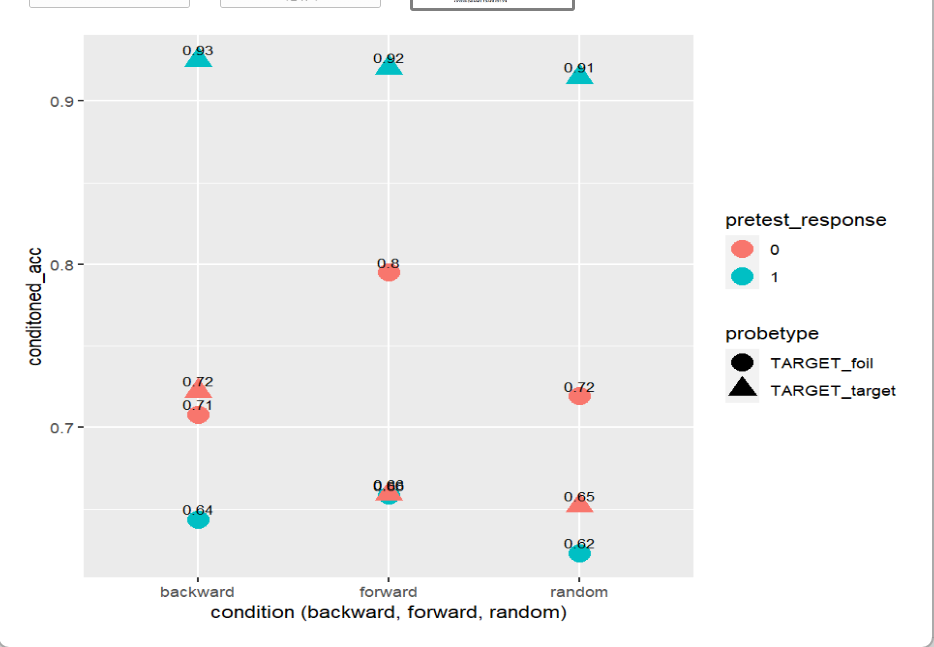 0.93
0.92
0.91
0.9
0.8
0.8
0.72
0.71
0.72
0.7
0.66
0.65
0.64
0.62
conditoned_acc
backward forward random
condition (backward, forward, random)
pretest_response
0
1
probetype
TARGET_foil
TARGET_target